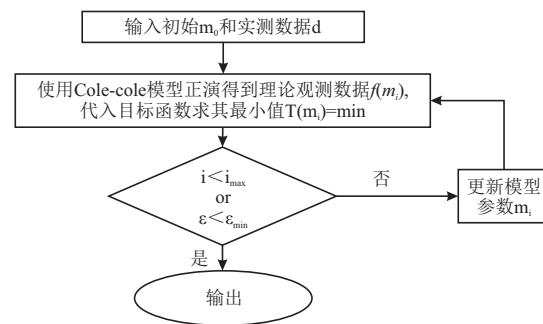 输入初始m₀和实测数据d
使用Cole-cole模型正演得到理论观测数据f(mᵢ),
代入目标函数求其最小值T(mᵢ)=min
i＜iₘₐₓ
or
ε＜εₘᵢₙ
否
更新模型
参数mᵢ
是
输出